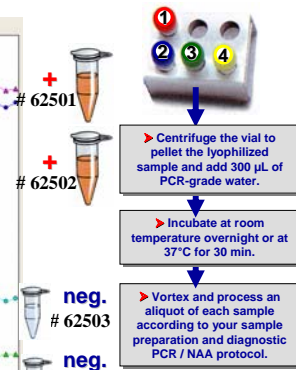 +
# 62501
+
# 62502
neg.
# 62503
neg.
1
2 3 4
➤ Centrifuge the vial to
pellet the lyophilized
sample and add 300 µL of
PCR-grade water.
➤ Incubate at room
temperature overnight or at
37°C for 30 min.
➤ Vortex and process an
aliquot of each sample
according to your sample
preparation and diagnostic
PCR / NAA protocol.